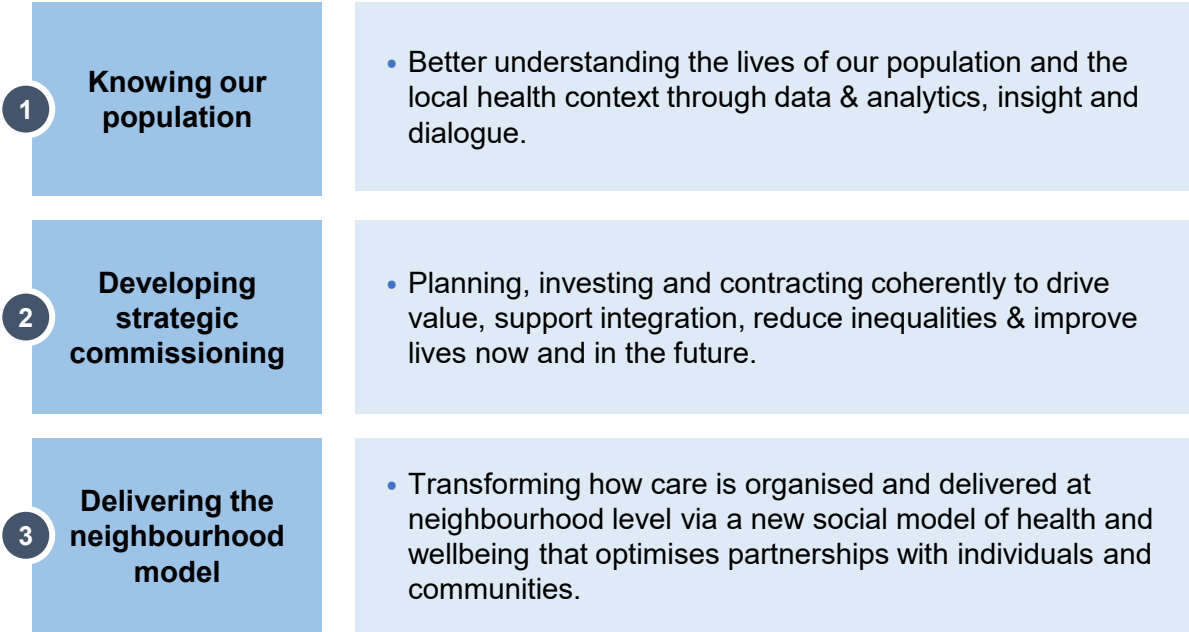 1
Knowing our
population
• Better understanding the lives of our population and the
local health context through data & analytics, insight and
dialogue.
2
Developing
strategic
commissioning
• Planning, investing and contracting coherently to drive
value, support integration, reduce inequalities & improve
lives now and in the future.
3
Delivering the
neighbourhood
model
• Transforming how care is organised and delivered at
neighbourhood level via a new social model of health and
wellbeing that optimises partnerships with individuals and
communities.